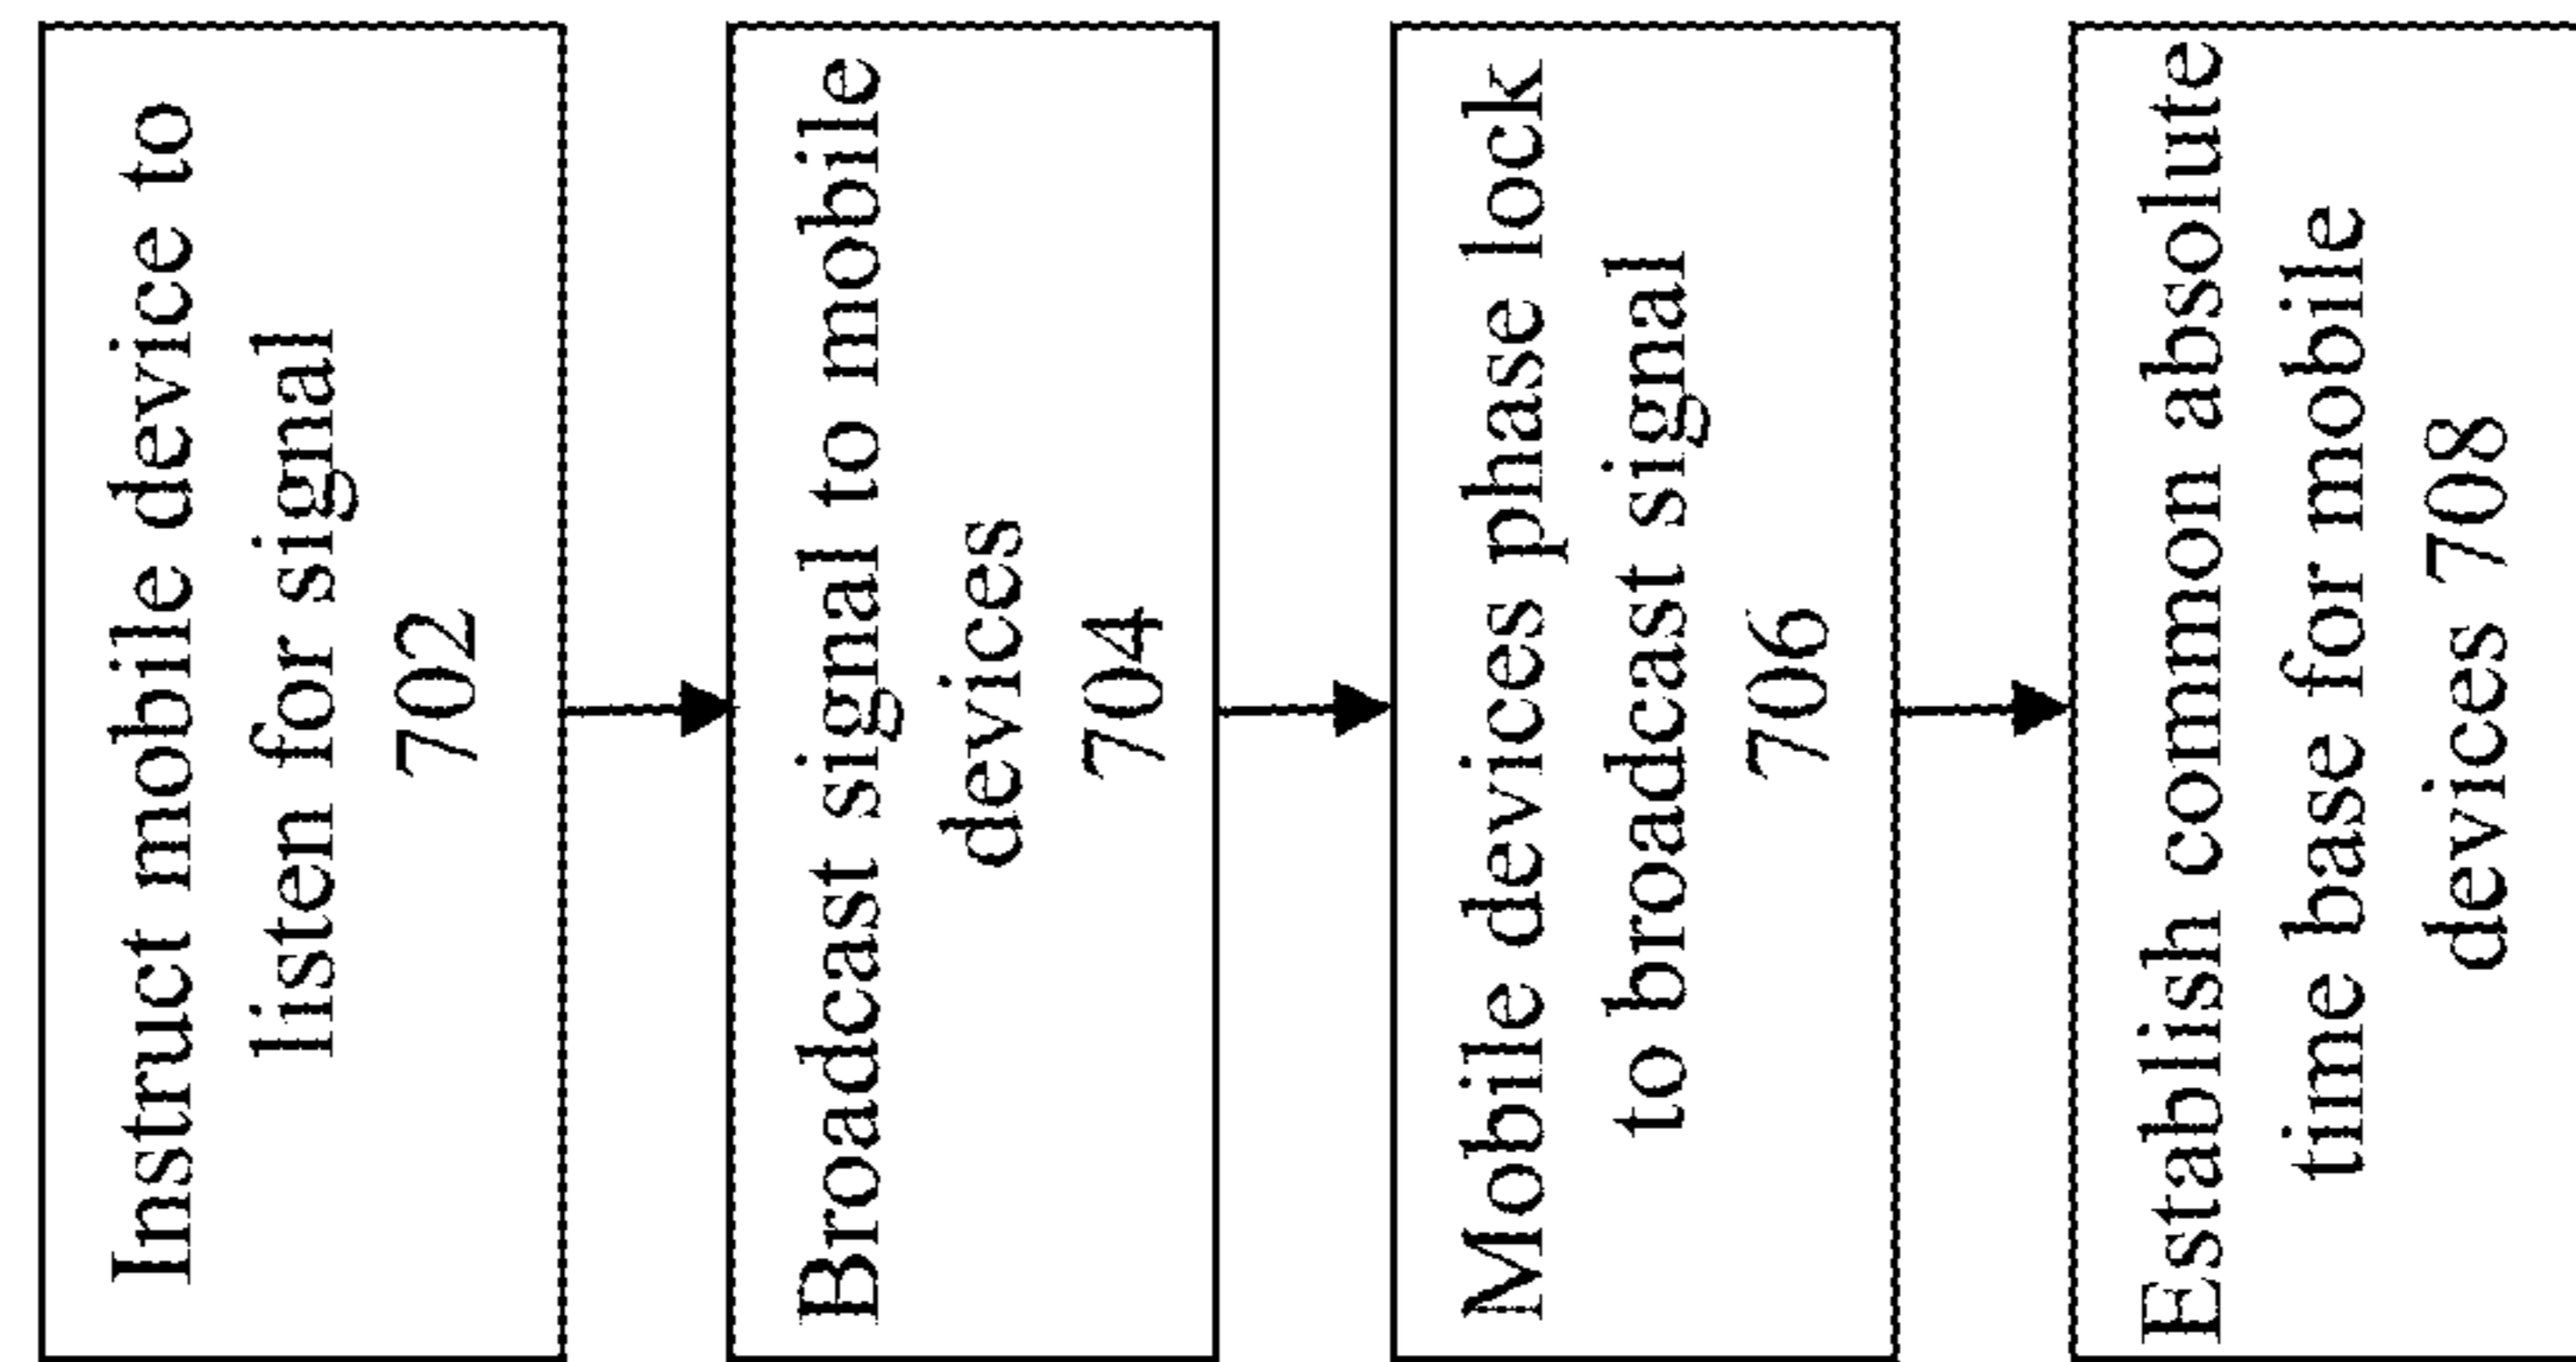 Instruct mobile device to
listen for signal
702
Broadcast signal to mobile
devices
704
Mobile devices phase lock
to broadcast signal
706
Establish common absolute
time base for mobile
devices 708